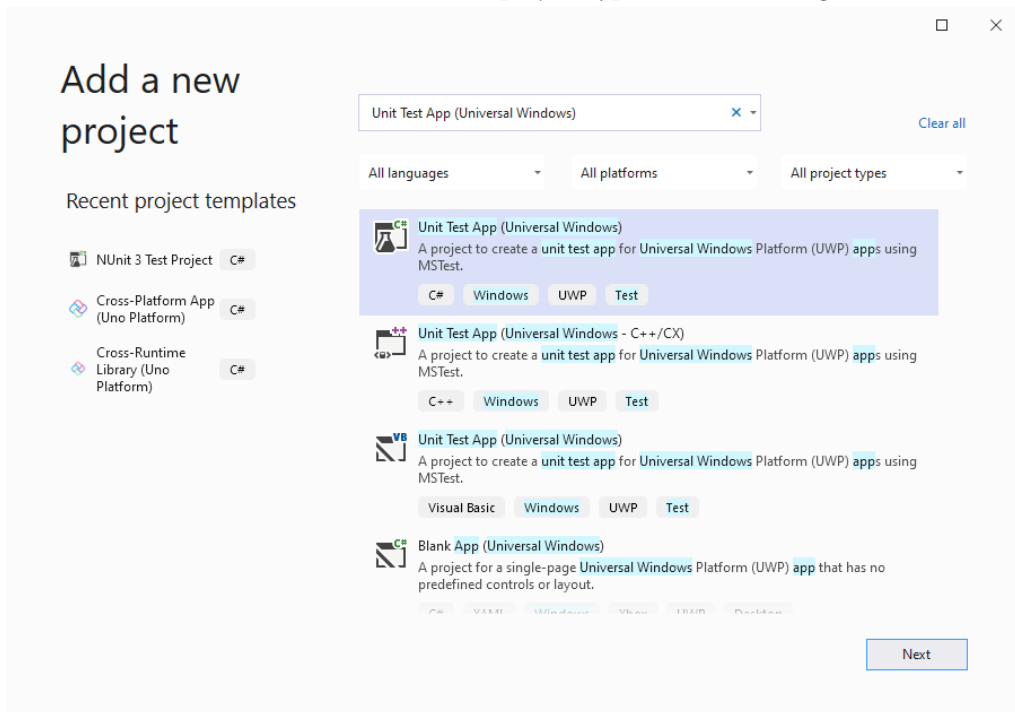 Add a new
project
Unit Test App (Universal Windows)
Clear all
All languages
All platforms
All project types
Recent project templates
NUnit 3 Test Project C#
Cross-Platform App
(Uno Platform)
C#
Cross-Runtime
Library (Uno
Platform)
C#
C#
Unit Test App (Universal Windows)
A project to create a unit test app for Universal Windows Platform (UWP) apps using
MSTest.
C# Windows UWP Test
++
Unit Test App (Universal Windows - C++/CX)
A project to create a unit test app for Universal Windows Platform (UWP) apps using
MSTest.
C++ Windows UWP Test
VB
Unit Test App (Universal Windows)
A project to create a unit test app for Universal Windows Platform (UWP) apps using
MSTest.
Visual Basic Windows UWP Test
C#
Blank App (Universal Windows)
A project for a single-page Universal Windows Platform (UWP) app that has no
predefined controls or layout.
C# XAML Windows Xbox UWP Desktop
Next